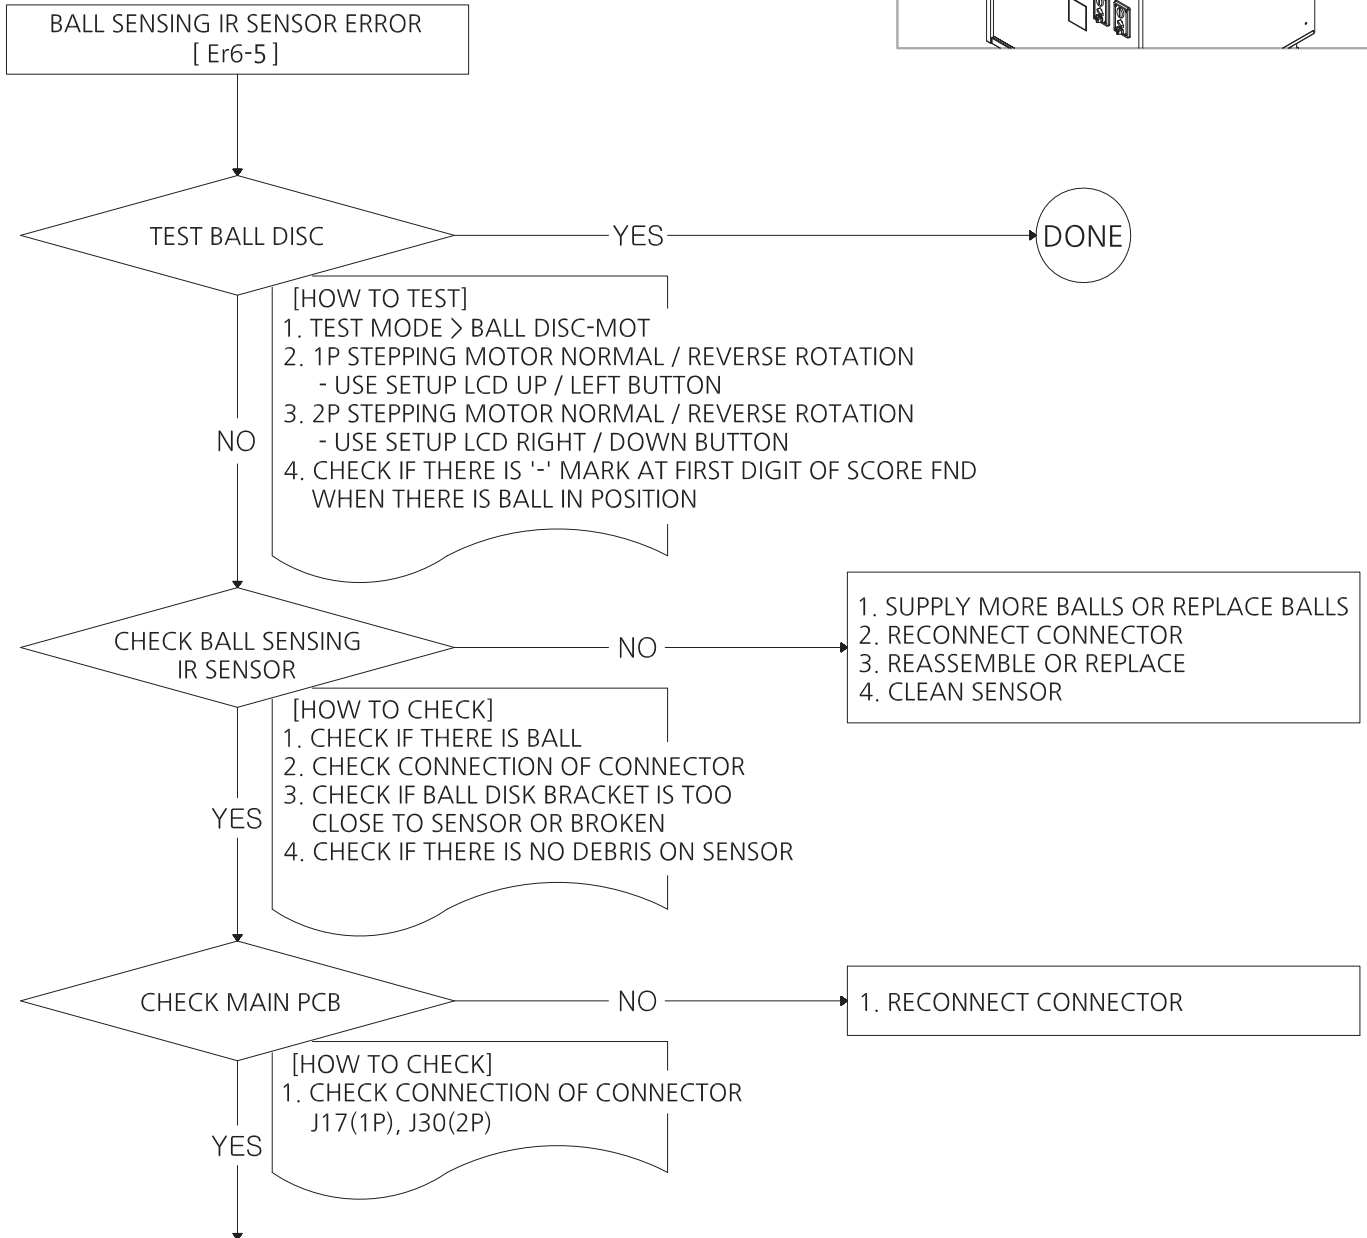 BALL SENSING IR SENSOR ERROR
[ Er6-5 ]
TEST BALL DISC
YES
DONE
[HOW TO TEST]
1. TEST MODE > BALL DISC-MOT
2. 1P STEPPING MOTOR NORMAL / REVERSE ROTATION
- USE SETUP LCD UP / LEFT BUTTON
3. 2P STEPPING MOTOR NORMAL / REVERSE ROTATION
- USE SETUP LCD RIGHT / DOWN BUTTON
4. CHECK IF THERE IS '-' MARK AT FIRST DIGIT OF SCORE FND
WHEN THERE IS BALL IN POSITION
NO
CHECK BALL SENSING
IR SENSOR
NO
1. SUPPLY MORE BALLS OR REPLACE BALLS
2. RECONNECT CONNECTOR
3. REASSEMBLE OR REPLACE
4. CLEAN SENSOR
[HOW TO CHECK]
1. CHECK IF THERE IS BALL
2. CHECK CONNECTION OF CONNECTOR
3. CHECK IF BALL DISK BRACKET IS TOO
CLOSE TO SENSOR OR BROKEN
4. CHECK IF THERE IS NO DEBRIS ON SENSOR
YES
CHECK MAIN PCB
NO
1. RECONNECT CONNECTOR
[HOW TO CHECK]
1. CHECK CONNECTION OF CONNECTOR
J17(1P), J30(2P)
YES